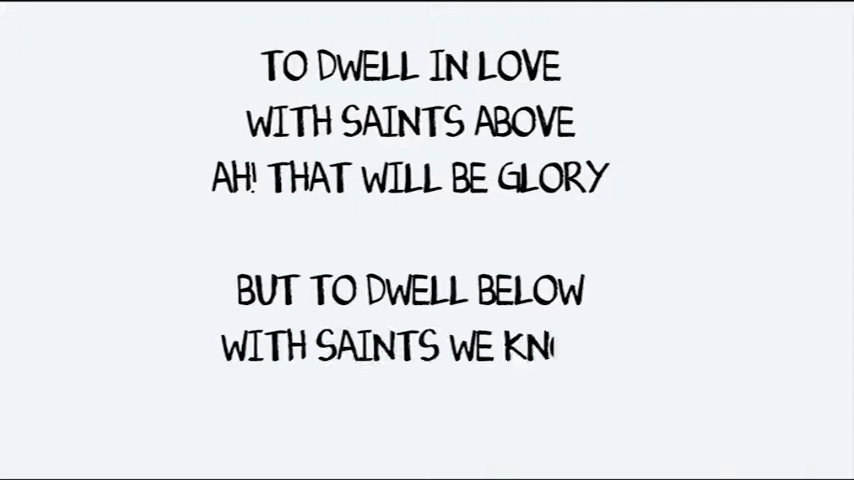 TO DWELL IN LOVE
WITH SAINTS ABOVE
AH! THAT WILL BE GLORY
BUT TO DWELL BELOW
WITH SAINTS WE